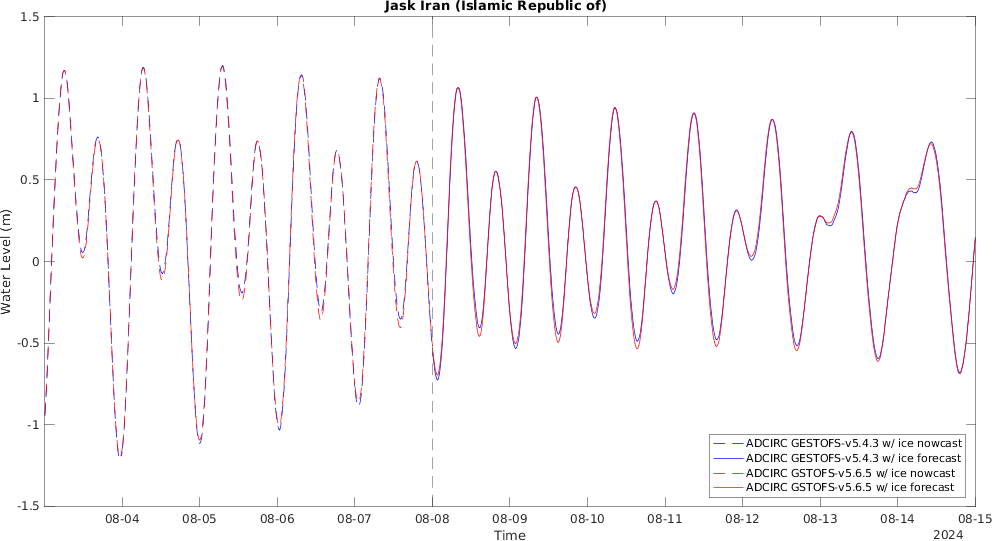 Jask Iran (Islamic Republic of)
1.5
1
0.5
0
-0.5
-1
-1.5
Water Level (m)
08-04
08-05
08-06
08-07
08-08
08-09
08-10
08-11
08-12
08-13
08-14
08-15
Time
2024
ADCIRC GESTOFS-v5.4.3 w/ ice nowcast
ADCIRC GESTOFS-v5.4.3 w/ ice forecast
ADCIRC GSTOFS-v5.6.5 w/ ice nowcast
ADCIRC GSTOFS-v5.6.5 w/ ice forecast